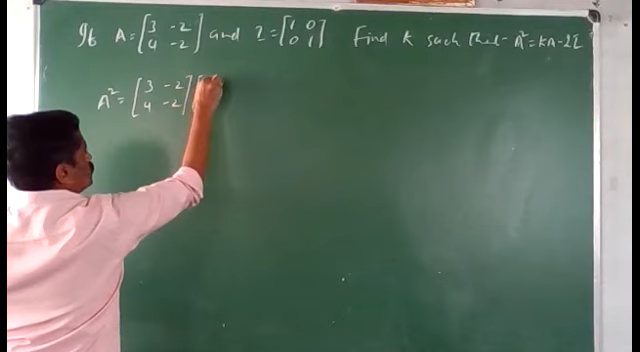 If A = [3 -2 4 -2] and I = [1 0 0 1] Find K such that A² = KA - 2I
A² = [3 -2 4 -2] [